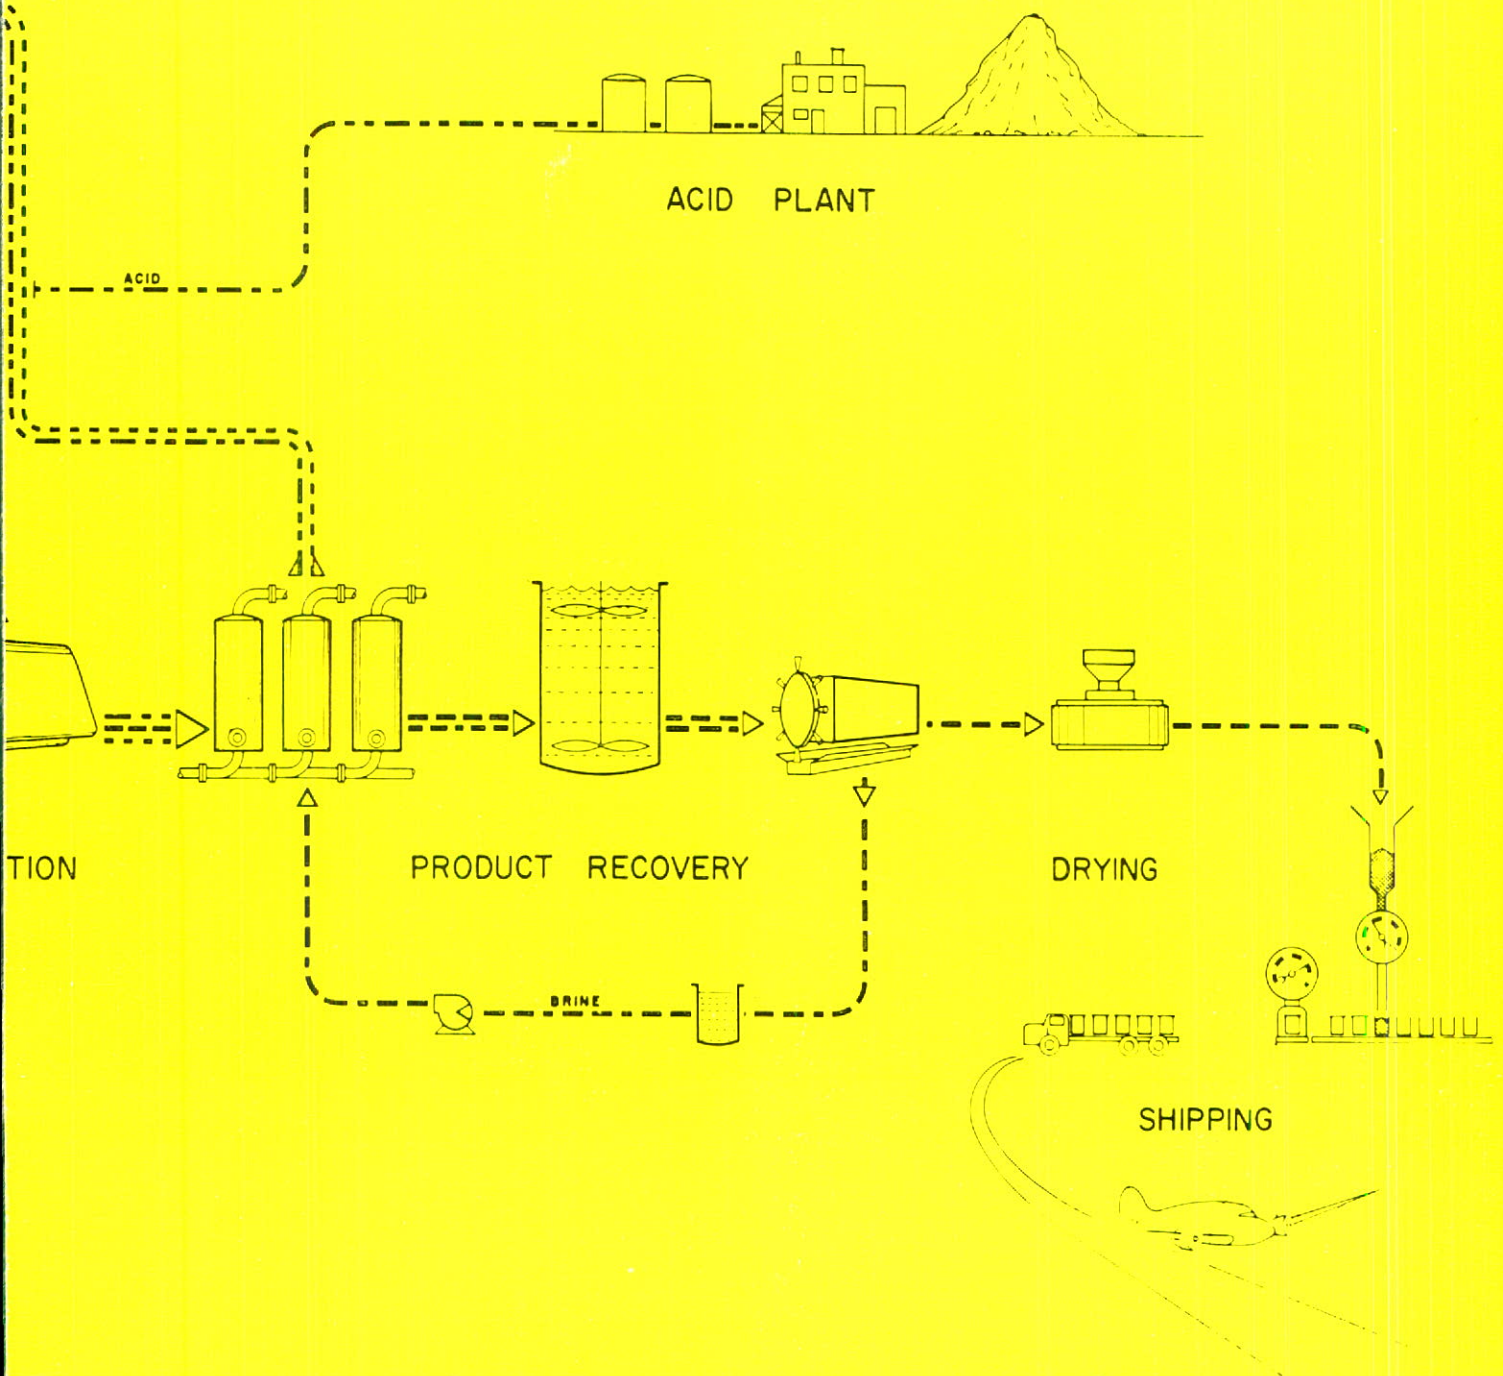 ACID PLANT
ACID
TION
PRODUCT RECOVERY
DRYING
BRINE
SHIPPING